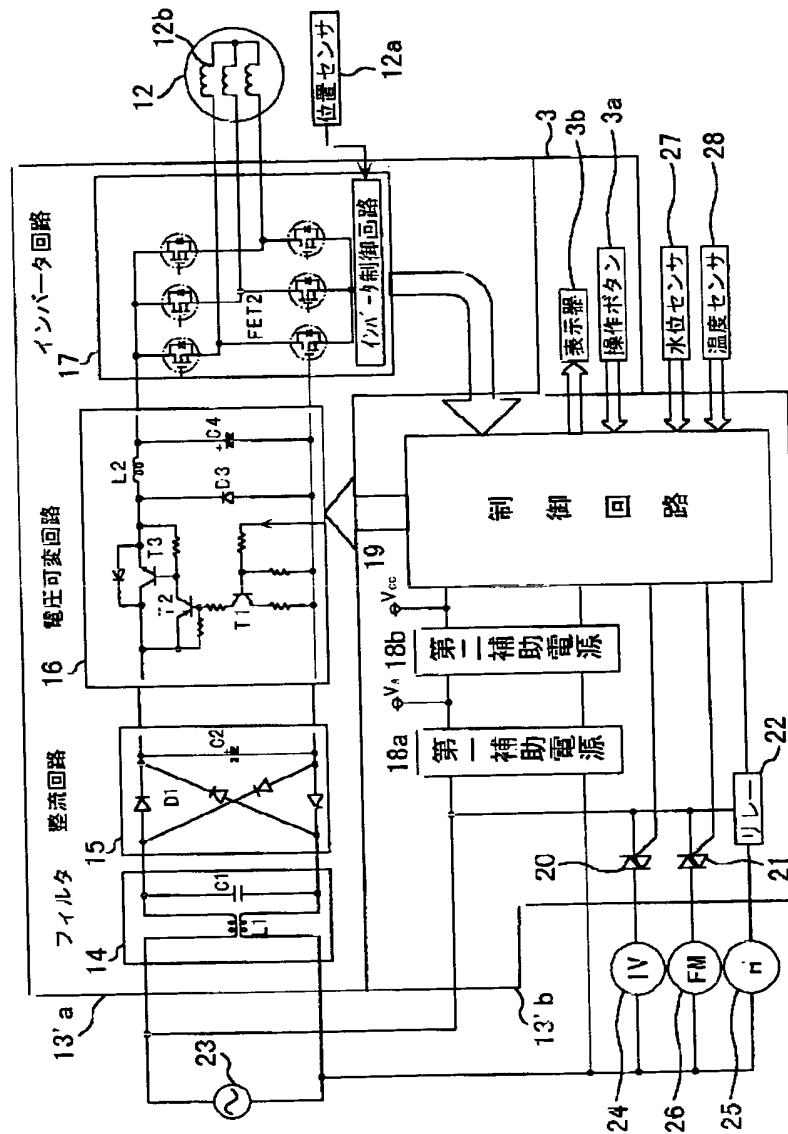 フィルタ
14
L1
C1
整流回路
15
D1
C2
電圧可変回路
16
T1
T2
T3
L2
D3
C4
インバータ回路
17
FET2
インバータ制御回路
12
12b
位置センサ
12a
3
表示器
3b
操作ボタン
3a
水位センサ
27
温度センサ
28
制御回路
19
Vcc
18b
第二補助電源
VA
18a
第一補助電源
22
リレー
20
21
23
13'a
13'b
IV
24
FM
26
M
25